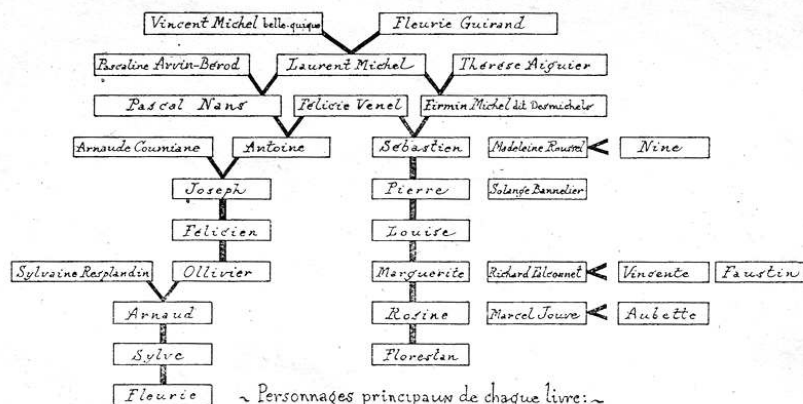 Vincent Michel belle-quique Fleurie Guirand
Pascaline Arvin-Bérod Laurent Michel Thérèse Aiguier
Pascal Nans Félicie Venel Firmin Michel dit Desmichels
Arnaude Coumiane Antoine Sébastien Madeleine Roussel Nine
Joseph Pierre Solange Bannelier
Félicien Louise
Sylvaine Resplandin Ollivier Marguerite Richard Vincente Faustin
Arnaud Rosine Marcel Jouve Aubette
Sylve Florestan
Fleurie ~ Personnages principaux de chaque livre: ~